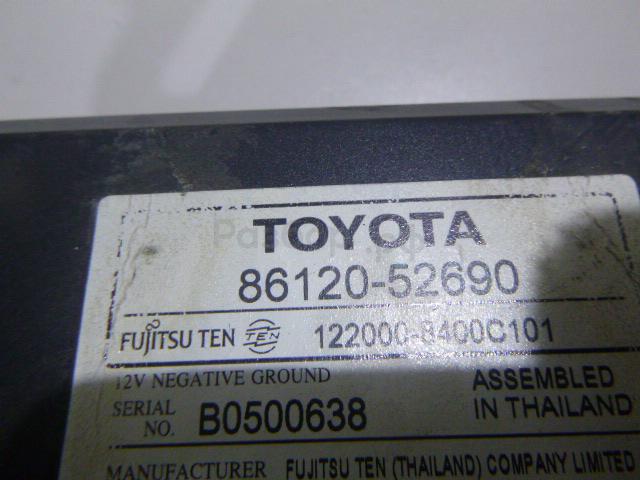 TOYOTA
86120-52690
FUJITSU TEN TEN 122000-8400C101
12V NEGATIVE GROUND
ASSEMBLED
IN THAILAND
SERIAL
NO. B0500638
MANUFACTURER FUJITSU TEN (THAILAND) COMPANY LIMITED